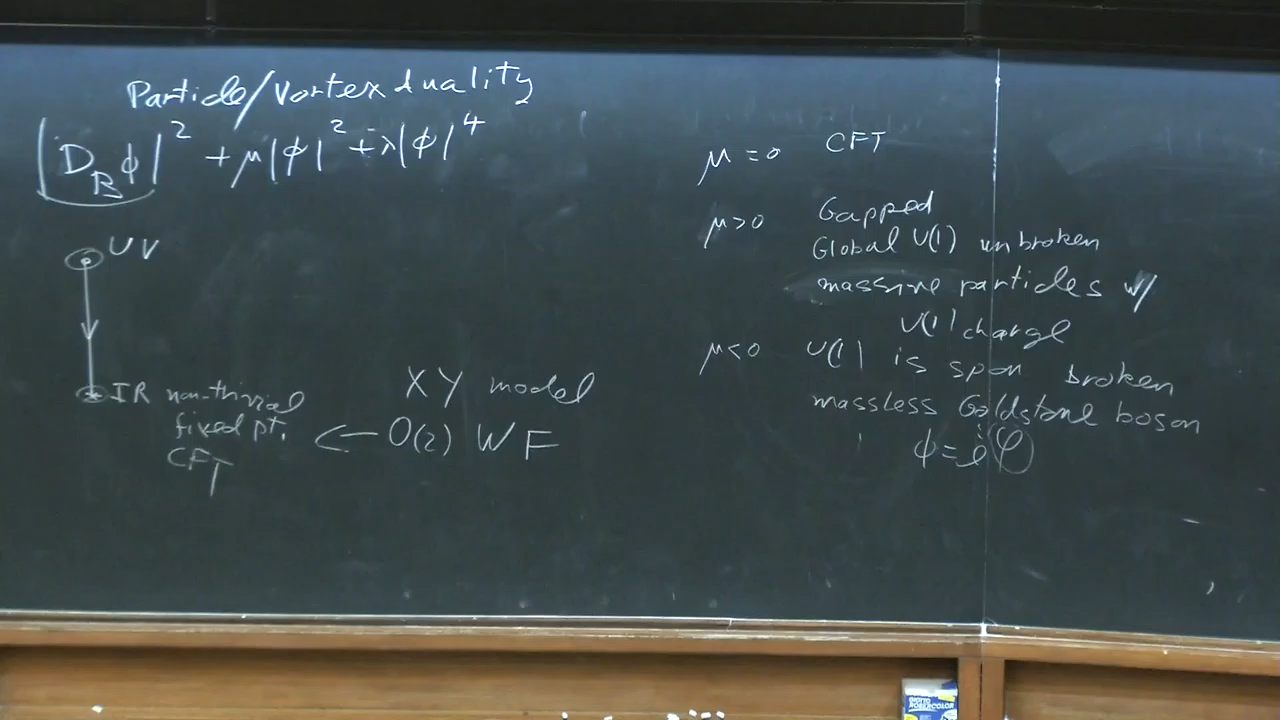 Particle/Vortex duality
|D_B ϕ|² + μ|ϕ|² + λ|ϕ|⁴
UV
IR non-trivial
fixed pt.
CFT
XY model
← O(2) WF
μ=0 CFT
μ>0 Gapped
Global U(1) unbroken
massive particles w/
U(1) charge
μ<0 U(1) is spon broken
massless Goldstone boson
ϕ=e^{iφ}